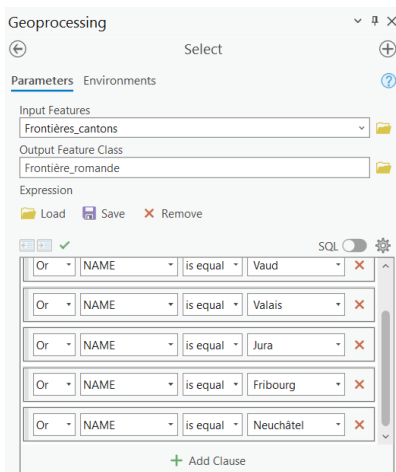 Geoprocessing
Select
Parameters Environments
Input Features
Frontières_cantons
Output Feature Class
Frontière_romande
Expression
Load Save Remove
SQL
Or NAME is equal Vaud
Or NAME is equal Valais
Or NAME is equal Jura
Or NAME is equal Fribourg
Or NAME is equal Neuchâtel
Add Clause